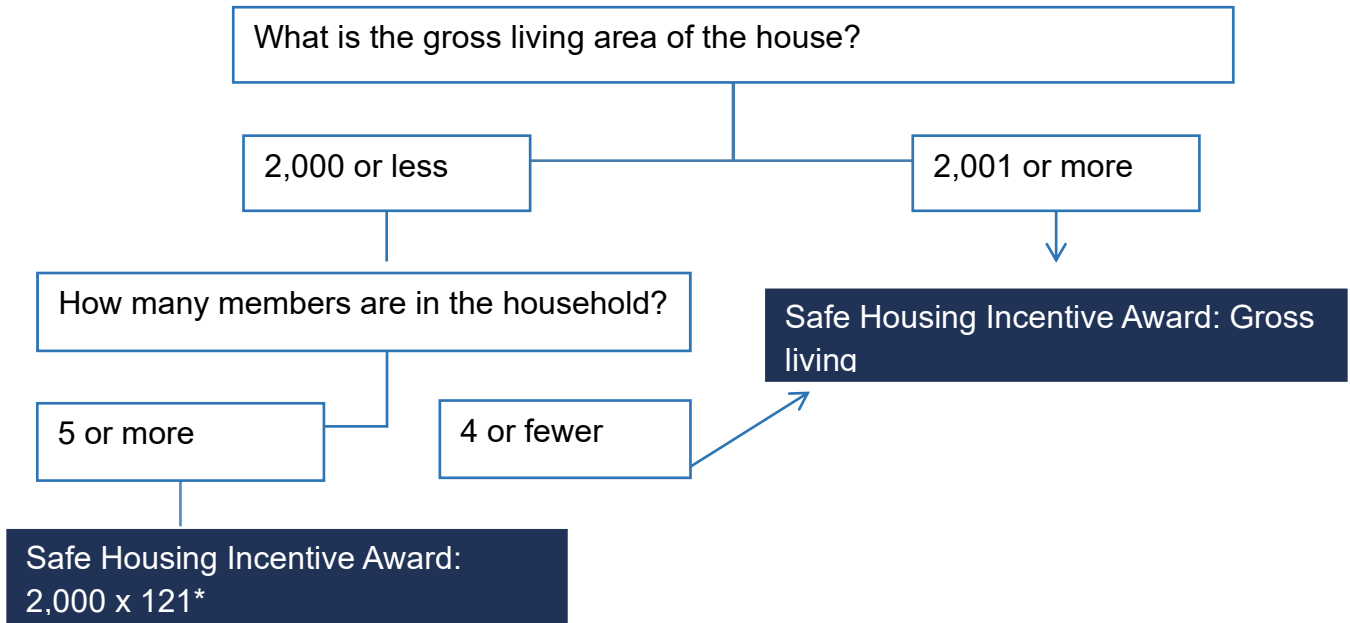 What is the gross living area of the house?
2,000 or less
2,001 or more
How many members are in the household?
Safe Housing Incentive Award: Gross
living
5 or more
4 or fewer
Safe Housing Incentive Award:
2,000 x 121*